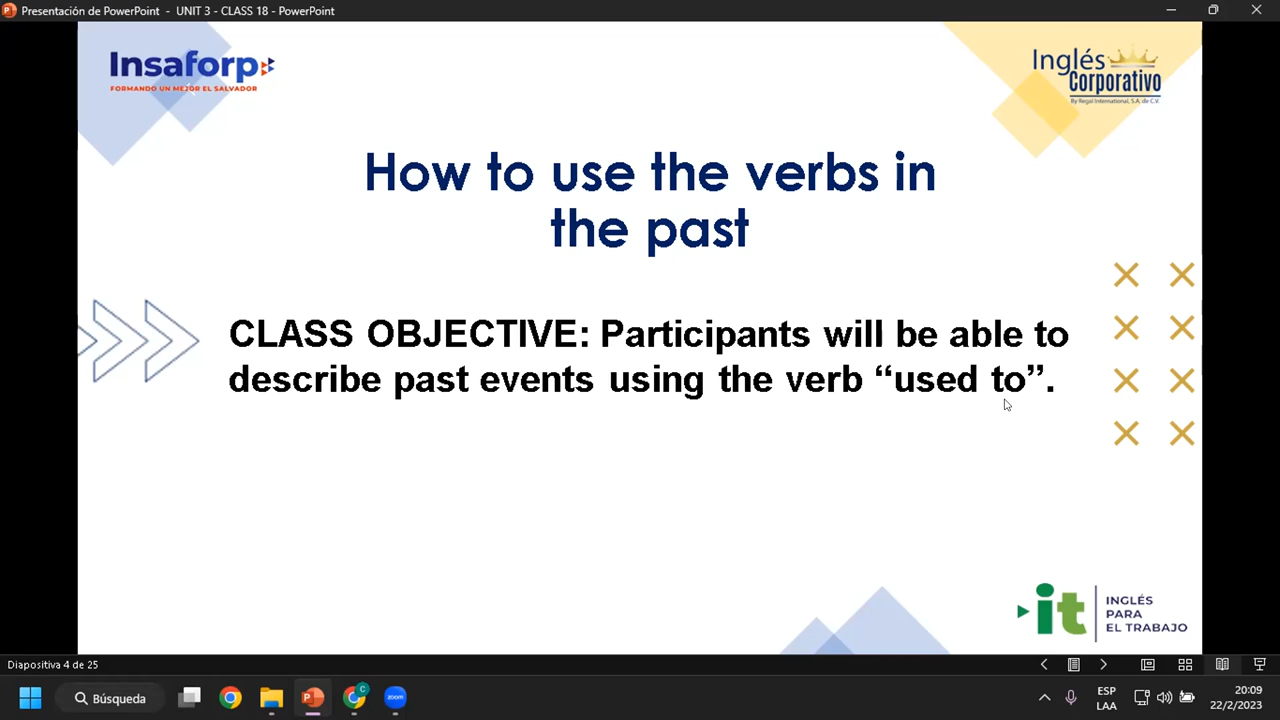 Presentación de PowerPoint - UNIT 3 - CLASS 18 - PowerPoint
Insaforp
FORMANDO UN MEJOR EL SALVADOR
Inglés
Corporativo
By Regal International, S.A. de C.V.
How to use the verbs in
the past
CLASS OBJECTIVE: Participants will be able to
describe past events using the verb “used to”.
it
INGLÉS
PARA
EL TRABAJO
Diapositiva 4 de 25
Búsqueda
C
zoom
ESP
LAA
20:09
22/2/2023